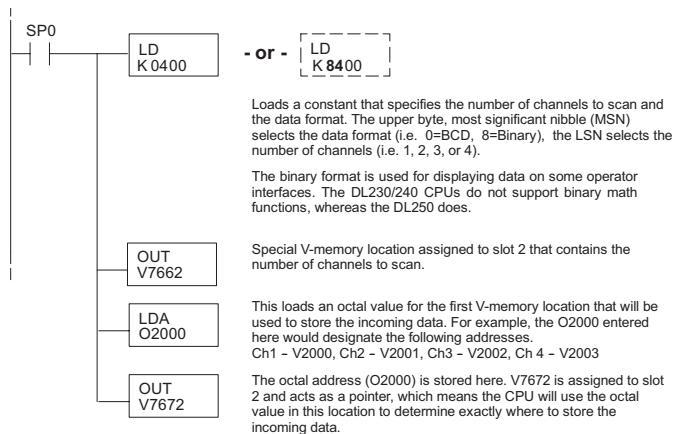 SP0
LD
K 0400
- or -
LD
K 8400
Loads a constant that specifies the number of channels to scan and
the data format. The upper byte, most significant nibble (MSN)
selects the data format (i.e. 0=BCD, 8=Binary), the LSN selects the
number of channels (i.e. 1, 2, 3, or 4).
The binary format is used for displaying data on some operator
interfaces. The DL230/240 CPUs do not support binary math
functions, whereas the DL250 does.
OUT
V7662
Special V-memory location assigned to slot 2 that contains the
number of channels to scan.
LDA
O2000
This loads an octal value for the first V-memory location that will be
used to store the incoming data. For example, the O2000 entered
here would designate the following addresses.
Ch1 – V2000, Ch2 – V2001, Ch3 – V2002, Ch 4 – V2003
OUT
V7672
The octal address (O2000) is stored here. V7672 is assigned to slot
2 and acts as a pointer, which means the CPU will use the octal
value in this location to determine exactly where to store the
incoming data.